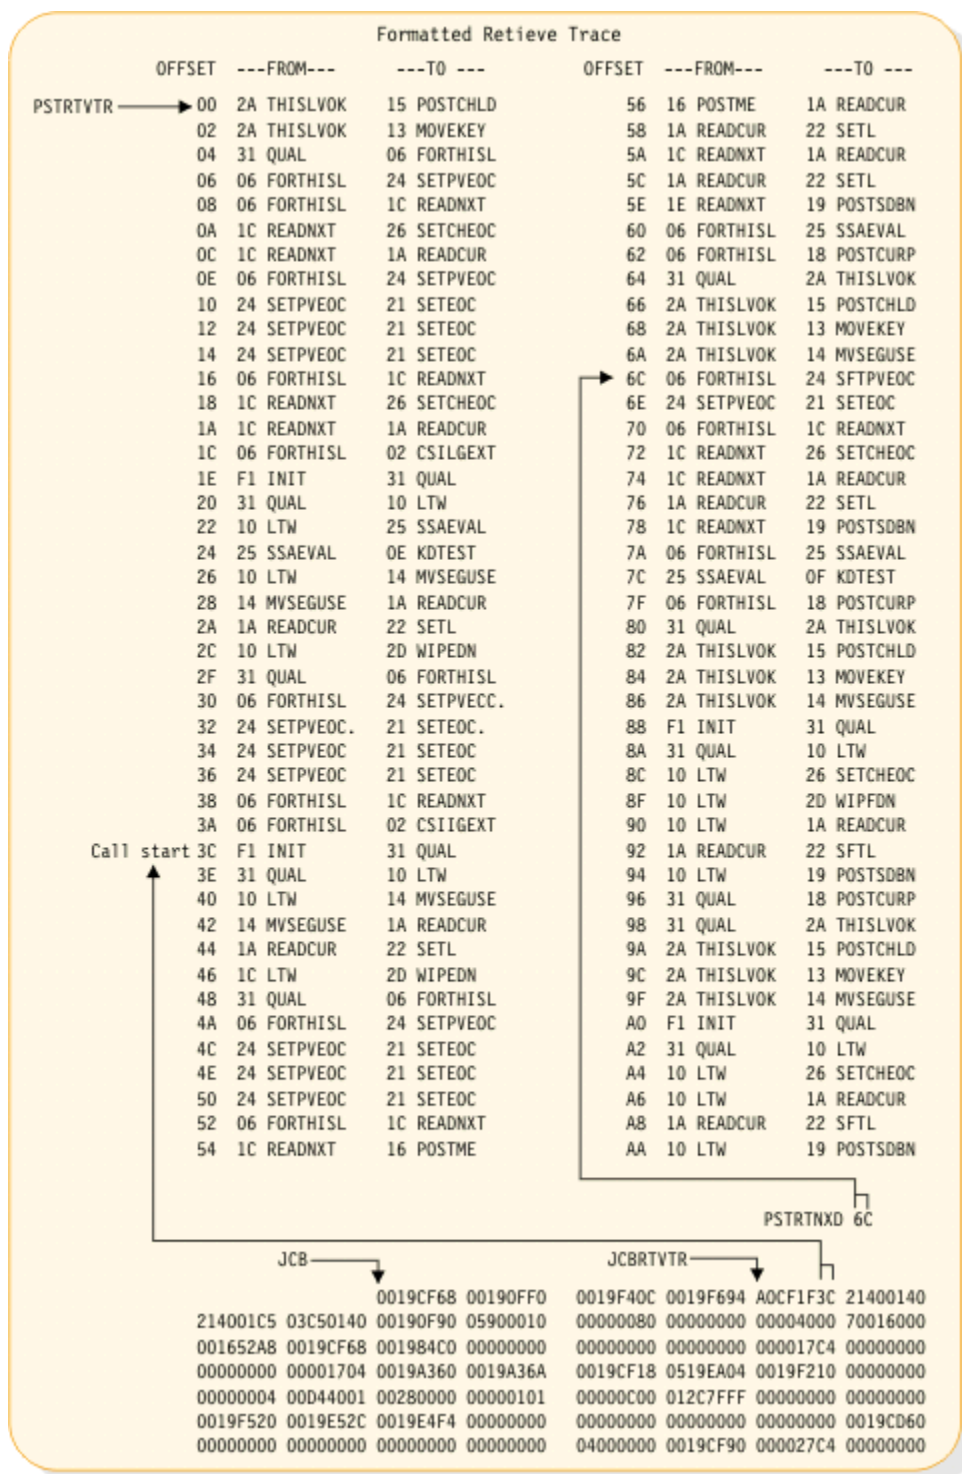 Formatted Retieve Trace
OFFSET ---FROM--- ---TO --- OFFSET ---FROM--- ---TO ---
PSTRTVTR 00 2A THISLVOK 15 POSTCHLD 56 16 POSTME 1A READCUR
02 2A THISLVOK 13 MOVEKEY 58 1A READCUR 22 SETL
04 31 QUAL 06 FORTHISL 5A 1C READNXT 1A READCUR
06 06 FORTHISL 24 SETPVEOC 5C 1A READCUR 22 SETL
08 06 FORTHISL 1C READNXT 5E 1E READNXT 19 POSTSDBN
0A 1C READNXT 26 SETCHEOC 60 06 FORTHISL 25 SSAEVAL
0C 1C READNXT 1A READCUR 62 06 FORTHISL 18 POSTCURP
0E 06 FORTHISL 24 SETPVEOC 64 31 QUAL 2A THISLVOK
10 24 SETPVEOC 21 SETEOC 66 2A THISLVOK 15 POSTCHLD
12 24 SETPVEOC 21 SETEOC 68 2A THISLVOK 13 MOVEKEY
14 24 SETPVEOC 21 SETEOC 6A 2A THISLVOK 14 MVSEGUSE
16 06 FORTHISL 1C READNXT 6C 06 FORTHISL 24 SFTPVEOC
18 1C READNXT 26 SETCHEOC 6E 24 SETPVEOC 21 SETEOC
1A 1C READNXT 1A READCUR 70 06 FORTHISL 1C READNXT
1C 06 FORTHISL 02 CSILGEXT 72 1C READNXT 26 SETCHEOC
1E F1 INIT 31 QUAL 74 1C READNXT 1A READCUR
20 31 QUAL 10 LTW 76 1A READCUR 22 SETL
22 10 LTW 25 SSAEVAL 78 1C READNXT 19 POSTSDBN
24 25 SSAEVAL 0E KDTEST 7A 06 FORTHISL 25 SSAEVAL
26 10 LTW 14 MVSEGUSE 7C 25 SSAEVAL 0F KDTEST
28 14 MVSEGUSE 1A READCUR 7F 06 FORTHISL 18 POSTCURP
2A 1A READCUR 22 SETL 80 31 QUAL 2A THISLVOK
2C 10 LTW 2D WIPEDN 82 2A THISLVOK 15 POSTCHLD
2F 31 QUAL 06 FORTHISL 84 2A THISLVOK 13 MOVEKEY
30 06 FORTHISL 24 SETPVECC. 86 2A THISLVOK 14 MVSEGUSE
32 24 SETPVEOC. 21 SETEOC. 88 F1 INIT 31 QUAL
34 24 SETPVEOC 21 SETEOC 8A 31 QUAL 10 LTW
36 24 SETPVEOC 21 SETEOC 8C 10 LTW 26 SETCHEOC
38 06 FORTHISL 1C READNXT 8F 10 LTW 2D WIPFDN
3A 06 FORTHISL 02 CSIIGEXT 90 10 LTW 1A READCUR
Call start 3C F1 INIT 31 QUAL 92 1A READCUR 22 SFTL
3E 31 QUAL 10 LTW 94 10 LTW 19 POSTSDBN
40 10 LTW 14 MVSEGUSE 96 31 QUAL 18 POSTCURP
42 14 MVSEGUSE 1A READCUR 98 31 QUAL 2A THISLVOK
44 1A READCUR 22 SETL 9A 2A THISLVOK 15 POSTCHLD
46 1C LTW 2D WIPEDN 9C 2A THISLVOK 13 MOVEKEY
48 31 QUAL 06 FORTHISL 9F 2A THISLVOK 14 MVSEGUSE
4A 06 FORTHISL 24 SETPVEOC A0 F1 INIT 31 QUAL
4C 24 SETPVEOC 21 SETEOC A2 31 QUAL 10 LTW
4E 24 SETPVEOC 21 SETEOC A4 10 LTW 26 SETCHEOC
50 24 SETPVEOC 21 SETEOC A6 10 LTW 1A READCUR
52 06 FORTHISL 1C READNXT A8 1A READCUR 22 SFTL
54 1C READNXT 16 POSTME AA 10 LTW 19 POSTSDBN
PSTRTNXD 6C
JCB JCBRTVTR
0019CF68 00190FF0 0019F40C 0019F694 A0CF1F3C 21400140
214001C5 03C50140 00190F90 05900010 00000080 00000000 00004000 70016000
001652A8 0019CF68 001984C0 00000000 00000000 00000000 000017C4 00000000
00000000 00001704 0019A360 0019A36A 0019CF18 0519EA04 0019F210 00000000
00000004 00D44001 00280000 00000101 00000C00 012C7FFF 00000000 00000000
0019F520 0019E52C 0019E4F4 00000000 00000000 00000000 00000000 0019CD60
00000000 00000000 00000000 00000000 04000000 0019CF90 000027C4 00000000